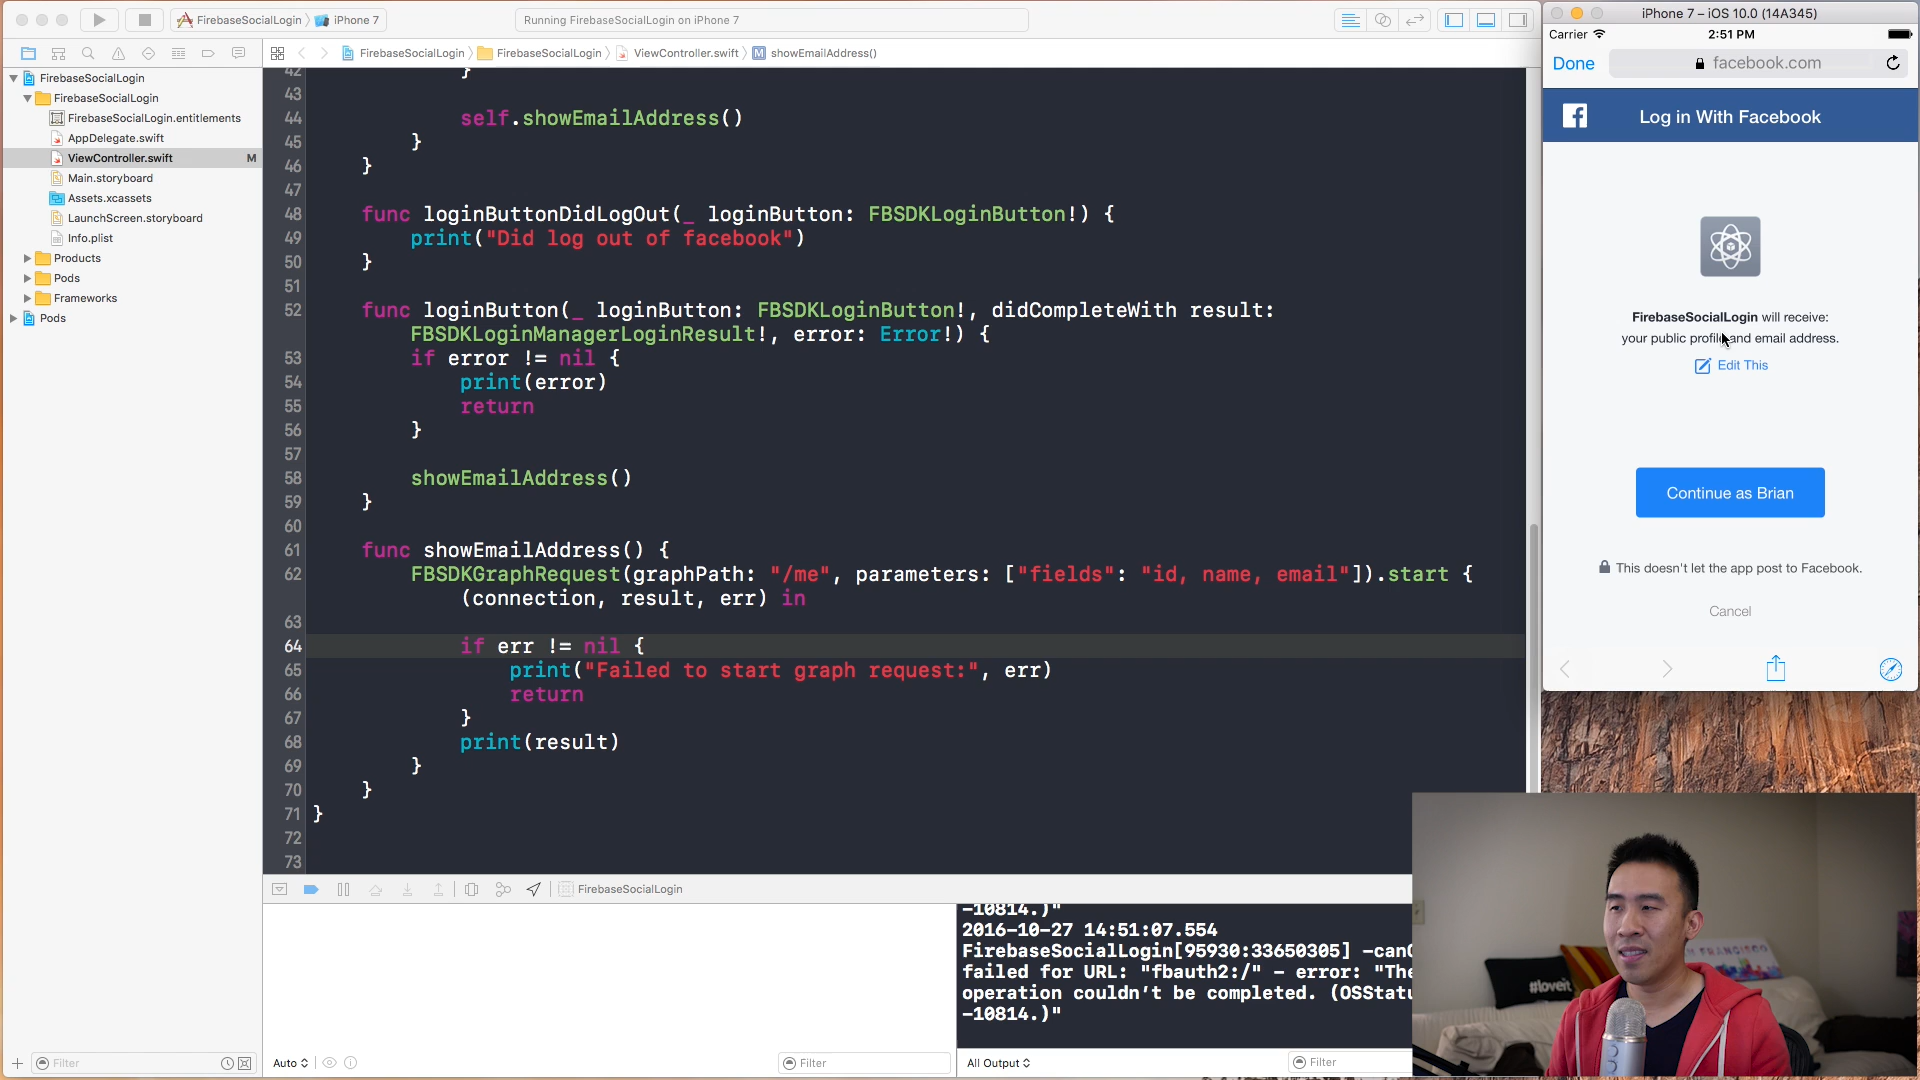 FirebaseSocialLogin
iPhone 7
Running FirebaseSocialLogin on iPhone 7
FirebaseSocialLogin
FirebaseSocialLogin
ViewController.swift
showEmailAddress()
FirebaseSocialLogin
FirebaseSocialLogin
FirebaseSocialLogin.entitlements
AppDelegate.swift
ViewController.swift M
Main.storyboard
Assets.xcassets
LaunchScreen.storyboard
Info.plist
Products
Pods
Frameworks
Pods
42 }
43
44 self.showEmailAddress()
45 }
46 }
47
48 func loginButtonDidLogOut(_ loginButton: FBSDKLoginButton!) {
49 print("Did log out of facebook")
50 }
51
52 func loginButton(_ loginButton: FBSDKLoginButton!, didCompleteWith result:
FBSDKLoginManagerLoginResult!, error: Error!) {
53 if error != nil {
54 print(error)
55 return
56 }
57
58 showEmailAddress()
59 }
60
61 func showEmailAddress() {
62 FBSDKGraphRequest(graphPath: "/me", parameters: ["fields": "id, name, email"]).start {
(connection, result, err) in
63
64 if err != nil {
65 print("Failed to start graph request:", err)
66 return
67 }
68 print(result)
69 }
70 }
71 }
72
73
FirebaseSocialLogin
-10814.)"
2016-10-27 14:51:07.554
FirebaseSocialLogin[95930:33650305] -can
failed for URL: "fbauth2:/" - error: "The
operation couldn't be completed. (OSStatu
-10814.)"
Filter
Auto
Filter
All Output
Filter
iPhone 7 – iOS 10.0 (14A345)
Carrier 2:51 PM
Done facebook.com
Log in With Facebook
FirebaseSocialLogin will receive:
your public profile and email address.
Edit This
Continue as Brian
This doesn't let the app post to Facebook.
Cancel
#loveit
FRANCISCO